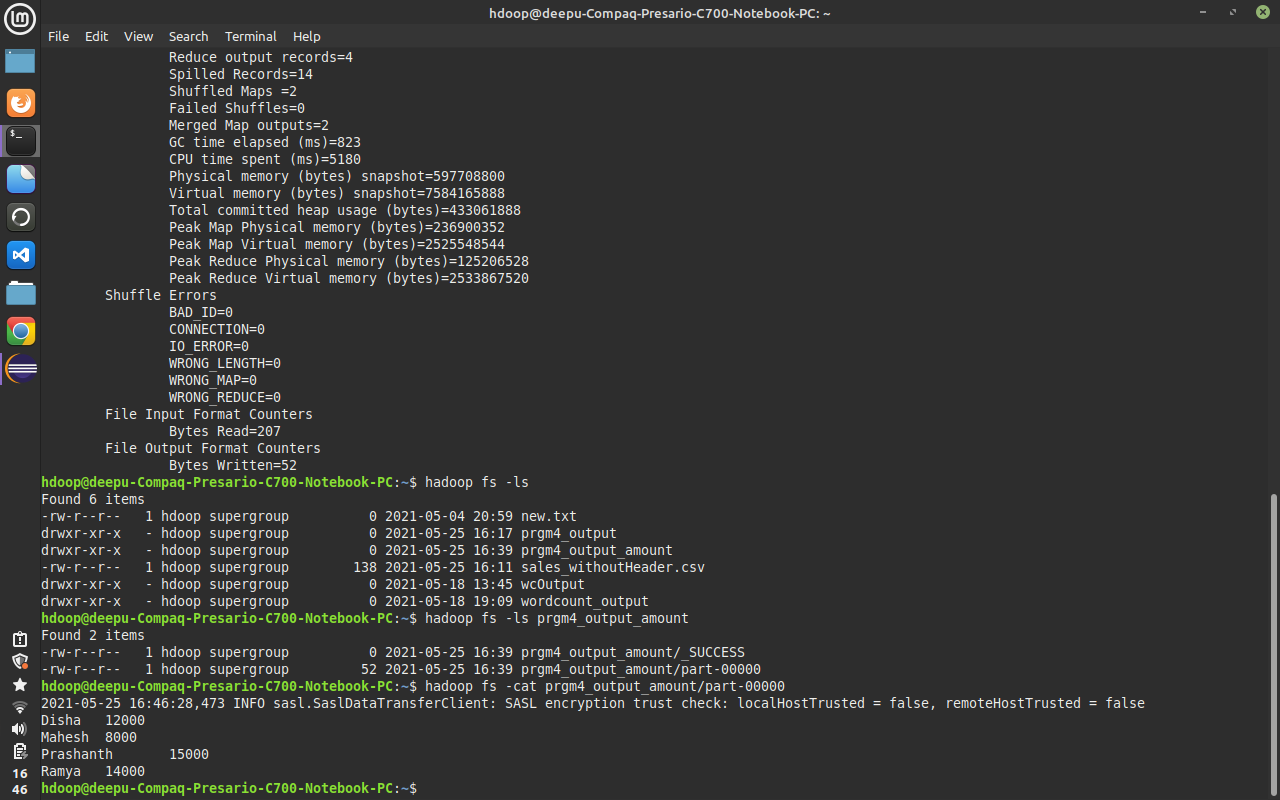 hdoop@deepu-Compaq-Presario-C700-Notebook-PC: ~
File Edit View Search Terminal Help
Reduce output records=4
Spilled Records=14
Shuffled Maps =2
Failed Shuffles=0
Merged Map outputs=2
GC time elapsed (ms)=823
CPU time spent (ms)=5180
Physical memory (bytes) snapshot=597708800
Virtual memory (bytes) snapshot=7584165888
Total committed heap usage (bytes)=433061888
Peak Map Physical memory (bytes)=236900352
Peak Map Virtual memory (bytes)=2525548544
Peak Reduce Physical memory (bytes)=125206528
Peak Reduce Virtual memory (bytes)=2533867520
Shuffle Errors
BAD_ID=0
CONNECTION=0
IO_ERROR=0
WRONG_LENGTH=0
WRONG_MAP=0
WRONG_REDUCE=0
File Input Format Counters
Bytes Read=207
File Output Format Counters
Bytes Written=52
hdoop@deepu-Compaq-Presario-C700-Notebook-PC:~$ hadoop fs -ls
Found 6 items
-rw-r--r--   1 hdoop supergroup          0 2021-05-04 20:59 new.txt
drwxr-xr-x   - hdoop supergroup          0 2021-05-25 16:17 prgm4_output
drwxr-xr-x   - hdoop supergroup          0 2021-05-25 16:39 prgm4_output_amount
-rw-r--r--   1 hdoop supergroup        138 2021-05-25 16:11 sales_withoutHeader.csv
drwxr-xr-x   - hdoop supergroup          0 2021-05-18 13:45 wcOutput
drwxr-xr-x   - hdoop supergroup          0 2021-05-18 19:09 wordcount_output
hdoop@deepu-Compaq-Presario-C700-Notebook-PC:~$ hadoop fs -ls prgm4_output_amount
Found 2 items
-rw-r--r--   1 hdoop supergroup          0 2021-05-25 16:39 prgm4_output_amount/_SUCCESS
-rw-r--r--   1 hdoop supergroup         52 2021-05-25 16:39 prgm4_output_amount/part-00000
hdoop@deepu-Compaq-Presario-C700-Notebook-PC:~$ hadoop fs -cat prgm4_output_amount/part-00000
2021-05-25 16:46:28,473 INFO sasl.SaslDataTransferClient: SASL encryption trust check: localHostTrusted = false, remoteHostTrusted = false
Disha   12000
Mahesh  8000
Prashanth       15000
Ramya   14000
hdoop@deepu-Compaq-Presario-C700-Notebook-PC:~$
16
46